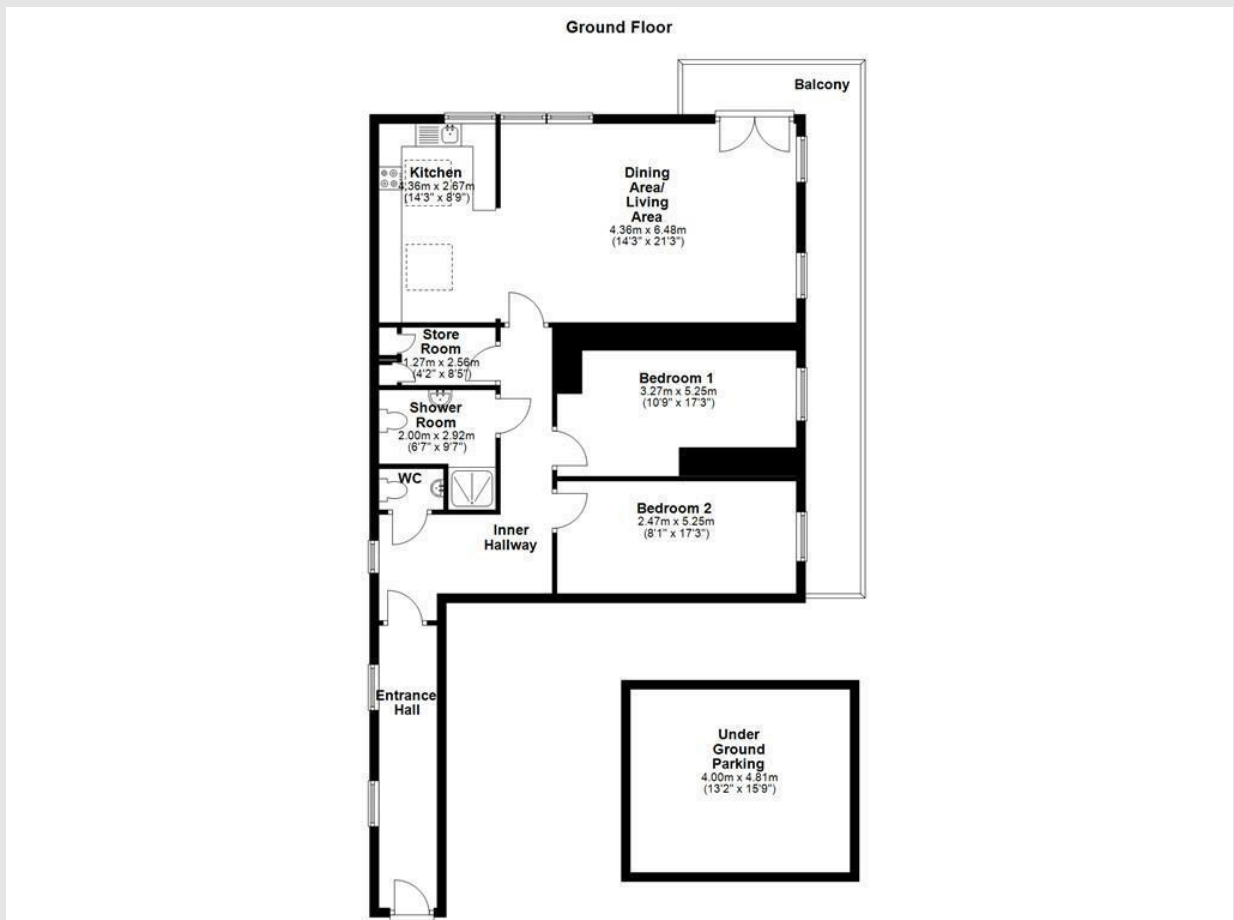 Ground Floor
Balcony
Kitchen
4.36m x 2.67m
(14'3" x 8'9")
Dining
Area/
Living
Area
4.36m x 6.48m
(14'3" x 21'3")
Store
Room
1.27m x 2.56m
(4'2" x 8'5")
Bedroom 1
3.27m x 5.25m
(10'9" x 17'3")
Shower
Room
2.00m x 2.92m
(6'7" x 9'7")
WC
Bedroom 2
2.47m x 5.25m
(8'1" x 17'3")
Inner
Hallway
Entrance
Hall
Under
Ground
Parking
4.00m x 4.81m
(13'2" x 15'9")